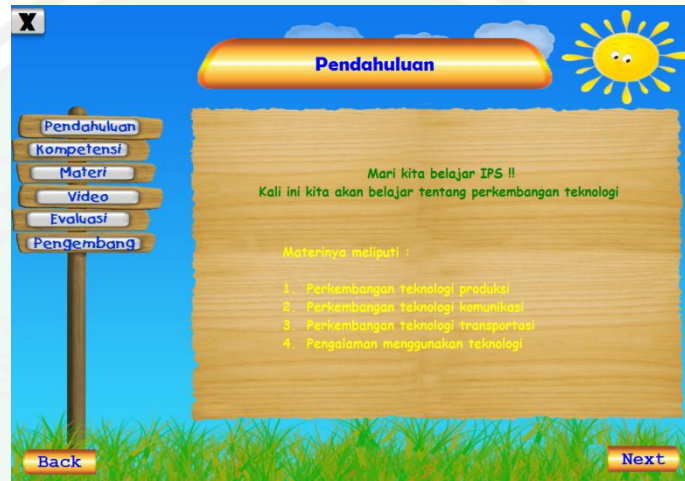 X
Pendahuluan
Pendahuluan
Kompetensi
Materi
Video
Evaluasi
Pengembang
Mari kita belajar IPS !!
Kali ini kita akan belajar tentang perkembangan teknologi
Materinya meliputi :
1. Perkembangan teknologi produksi
2. Perkembangan teknologi komunikasi
3. Perkembangan teknologi transportasi
4. Pengalaman menggunakan teknologi
Back
Next